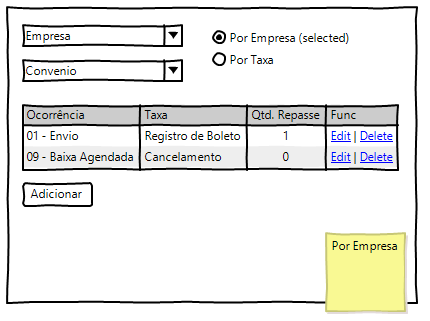 Empresa
Por Empresa (selected)
Convenio
Por Taxa
Ocorrência Taxa Qtd. Repasse Func
01 - Envio Registro de Boleto 1 Edit | Delete
09 - Baixa Agendada Cancelamento 0 Edit | Delete
Adicionar
Por Empresa